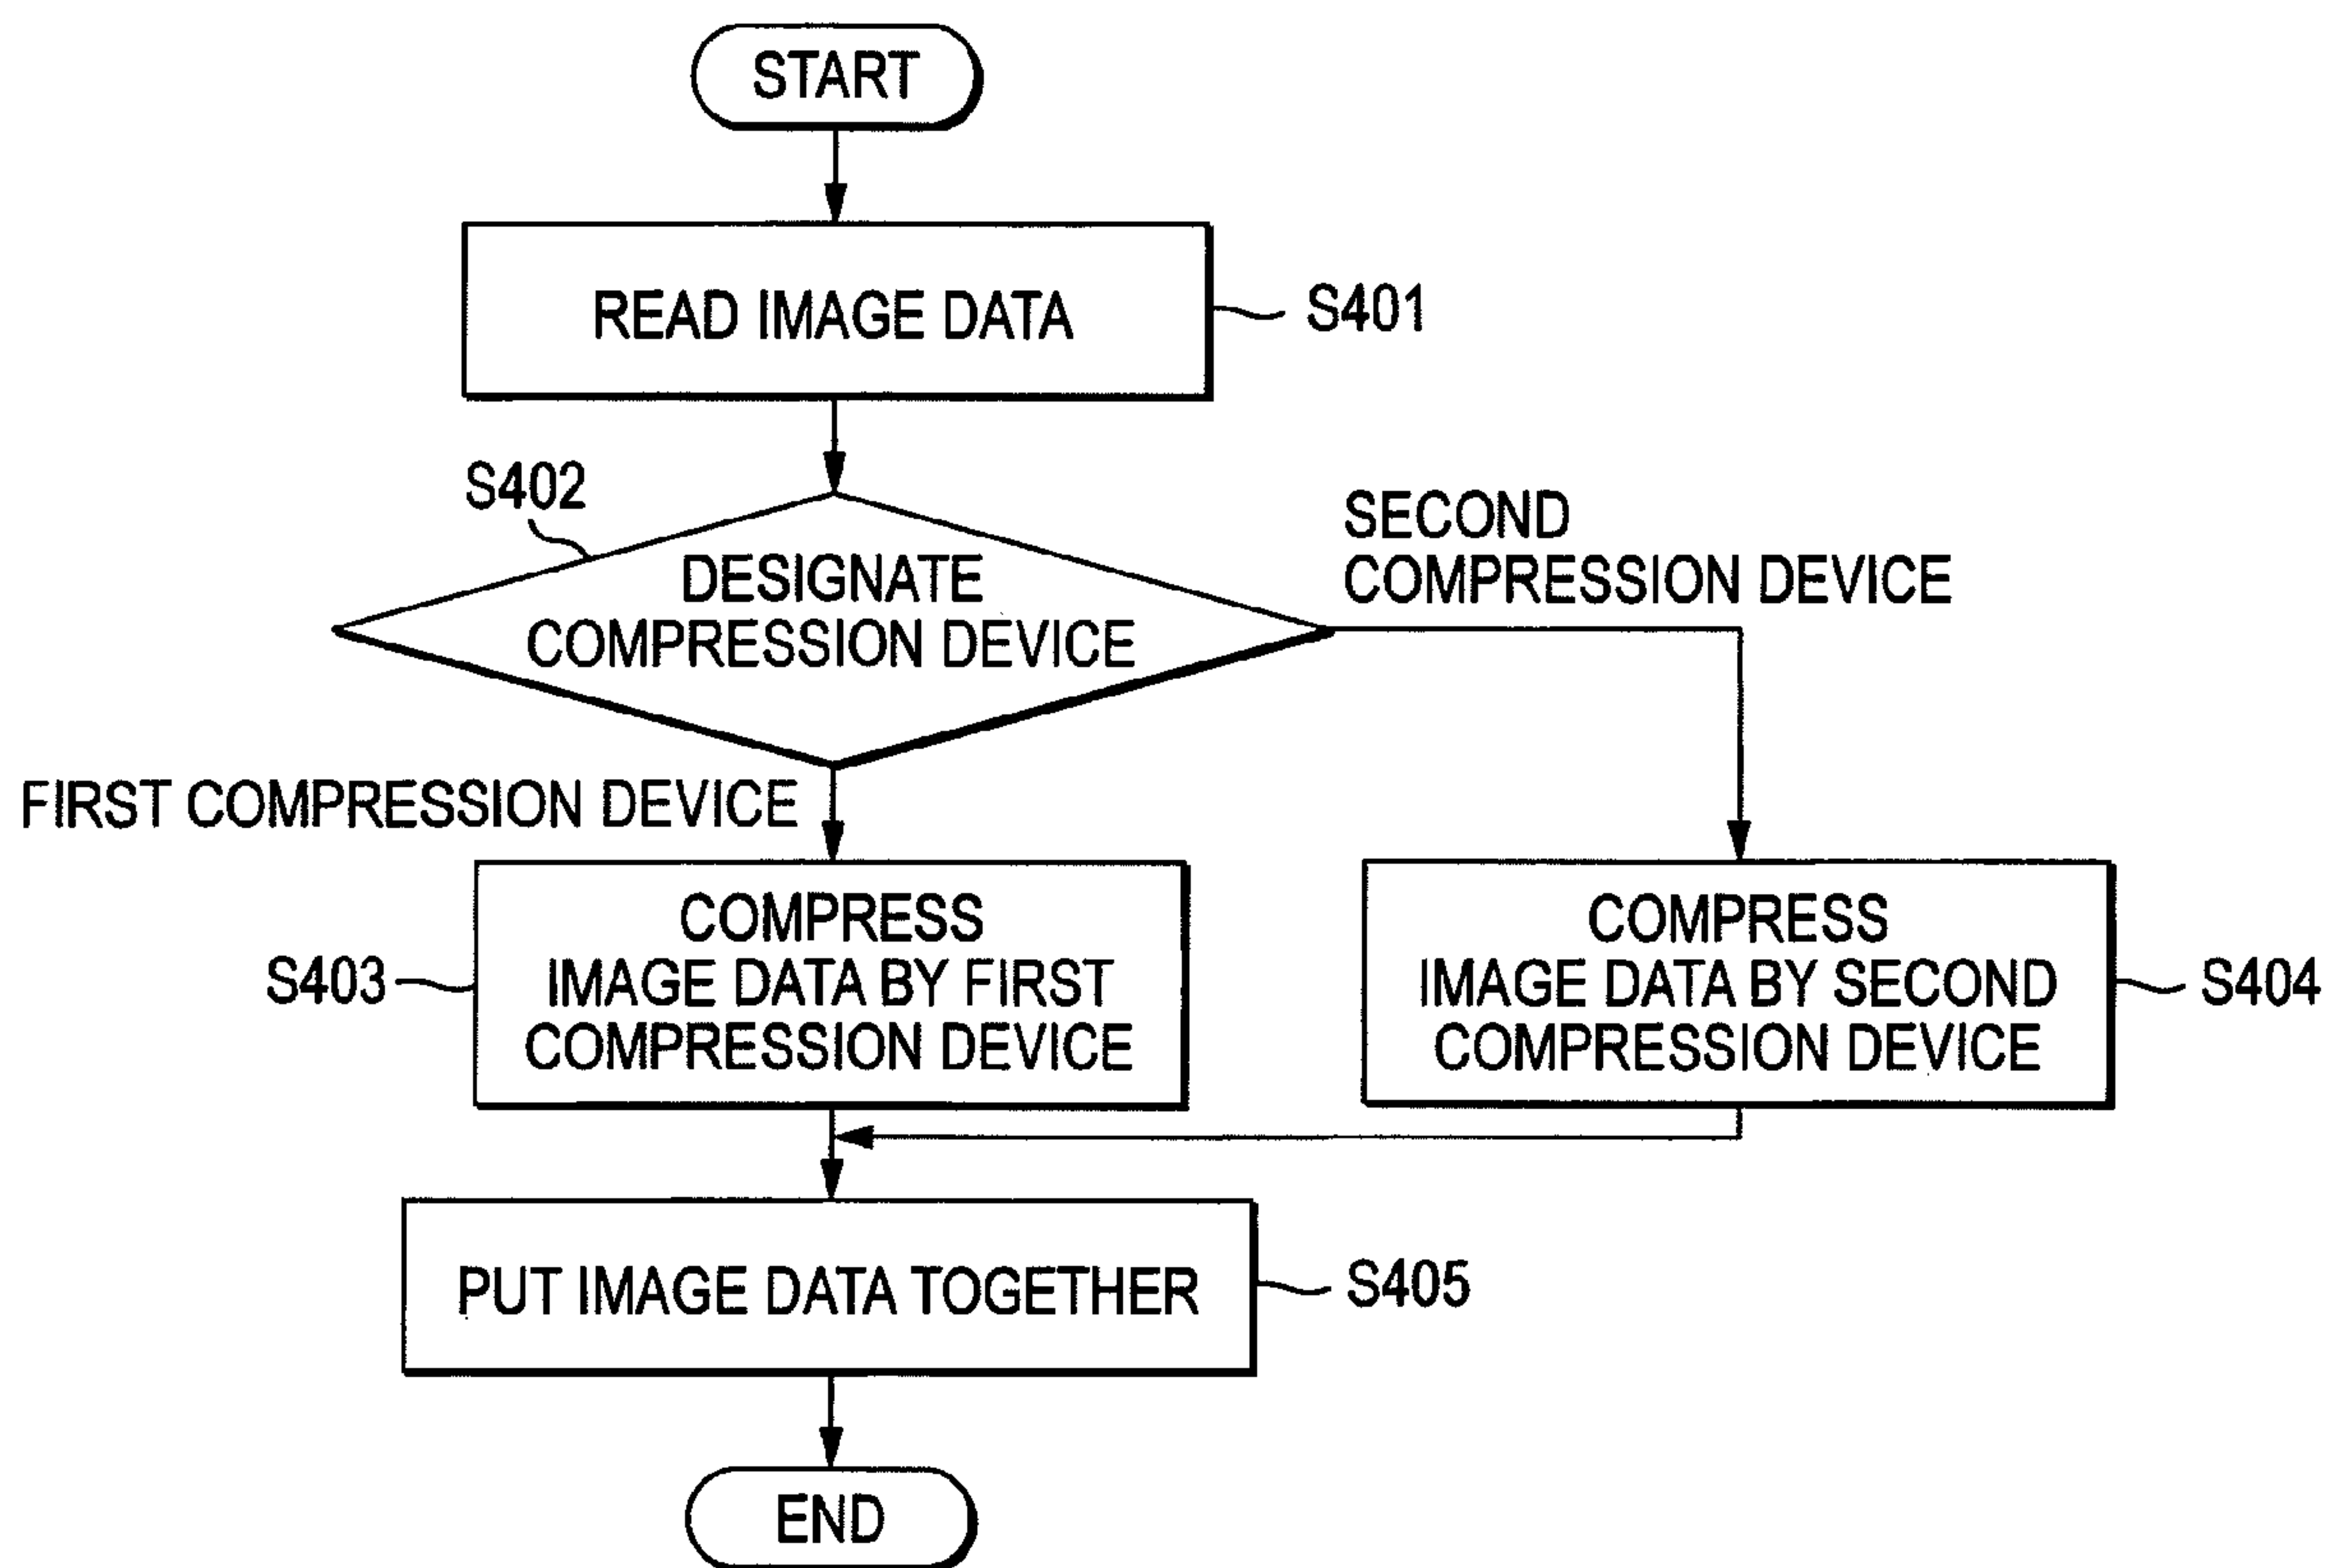 START
READ IMAGE DATA
S401
S402
DESIGNATE
COMPRESSION DEVICE
SECOND
COMPRESSION DEVICE
FIRST COMPRESSION DEVICE
S403
COMPRESS
IMAGE DATA BY FIRST
COMPRESSION DEVICE
COMPRESS
IMAGE DATA BY SECOND
COMPRESSION DEVICE
S404
PUT IMAGE DATA TOGETHER
S405
END